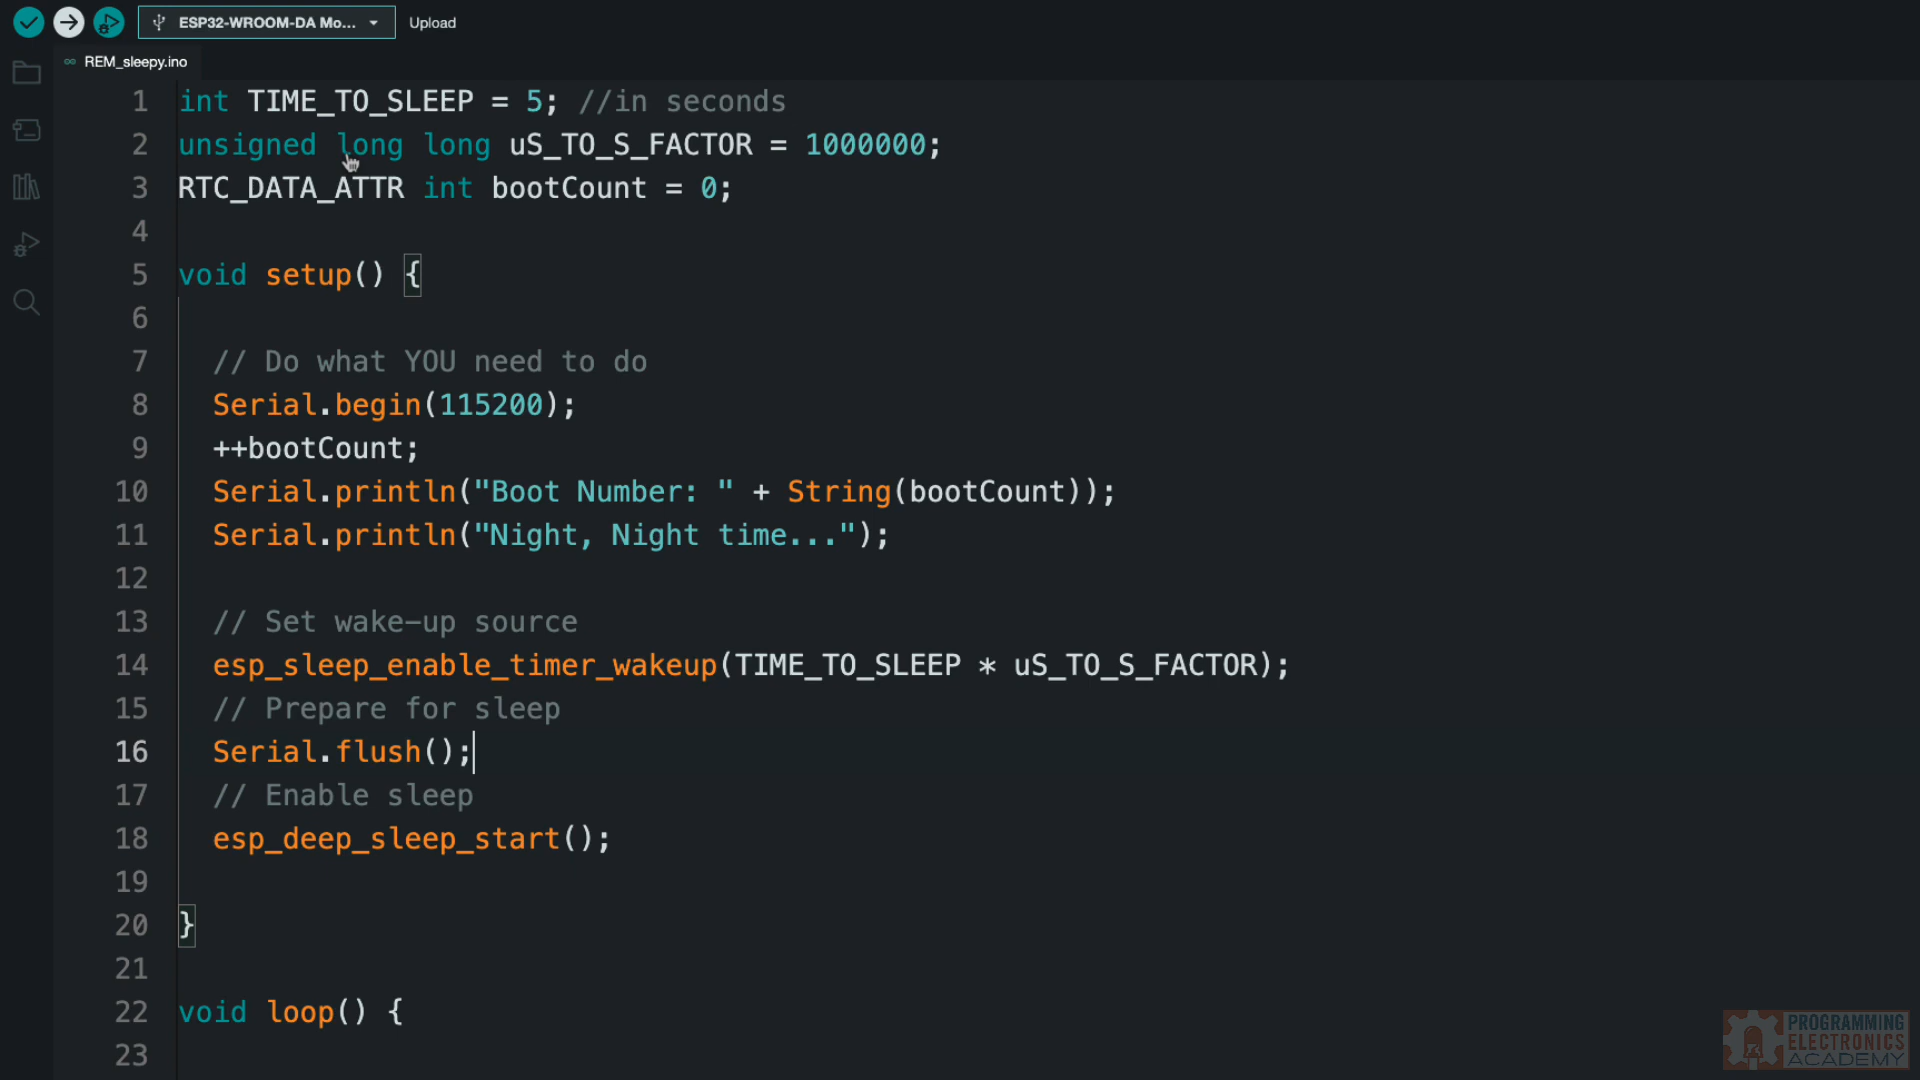 ESP32-WROOM-DA Mo... Upload
REM_sleepy.ino
1 int TIME_TO_SLEEP = 5; //in seconds
2 unsigned long long uS_TO_S_FACTOR = 1000000;
3 RTC_DATA_ATTR int bootCount = 0;
4
5 void setup() {
6
7 // Do what YOU need to do
8 Serial.begin(115200);
9 ++bootCount;
10 Serial.println("Boot Number: " + String(bootCount));
11 Serial.println("Night, Night time...");
12
13 // Set wake-up source
14 esp_sleep_enable_timer_wakeup(TIME_TO_SLEEP * uS_TO_S_FACTOR);
15 // Prepare for sleep
16 Serial.flush();
17 // Enable sleep
18 esp_deep_sleep_start();
19
20 }
21
22 void loop() {
23
PROGRAMMING
ELECTRONICS
ACADEMY